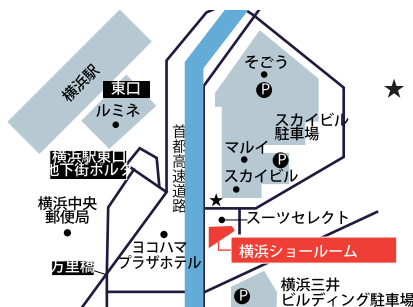 横浜駅
東口
ルミネ
そごう
P
スカイビル
駐車場
マルイ
P
スカイビル
首都高速道路
横浜駅東口
地下街ポルタ
横浜中央
郵便局
スーツセレクト
ヨコハマ
プラザホテル
横浜ショールーム
万里橋
横浜三井
ビルディング駐車場
P